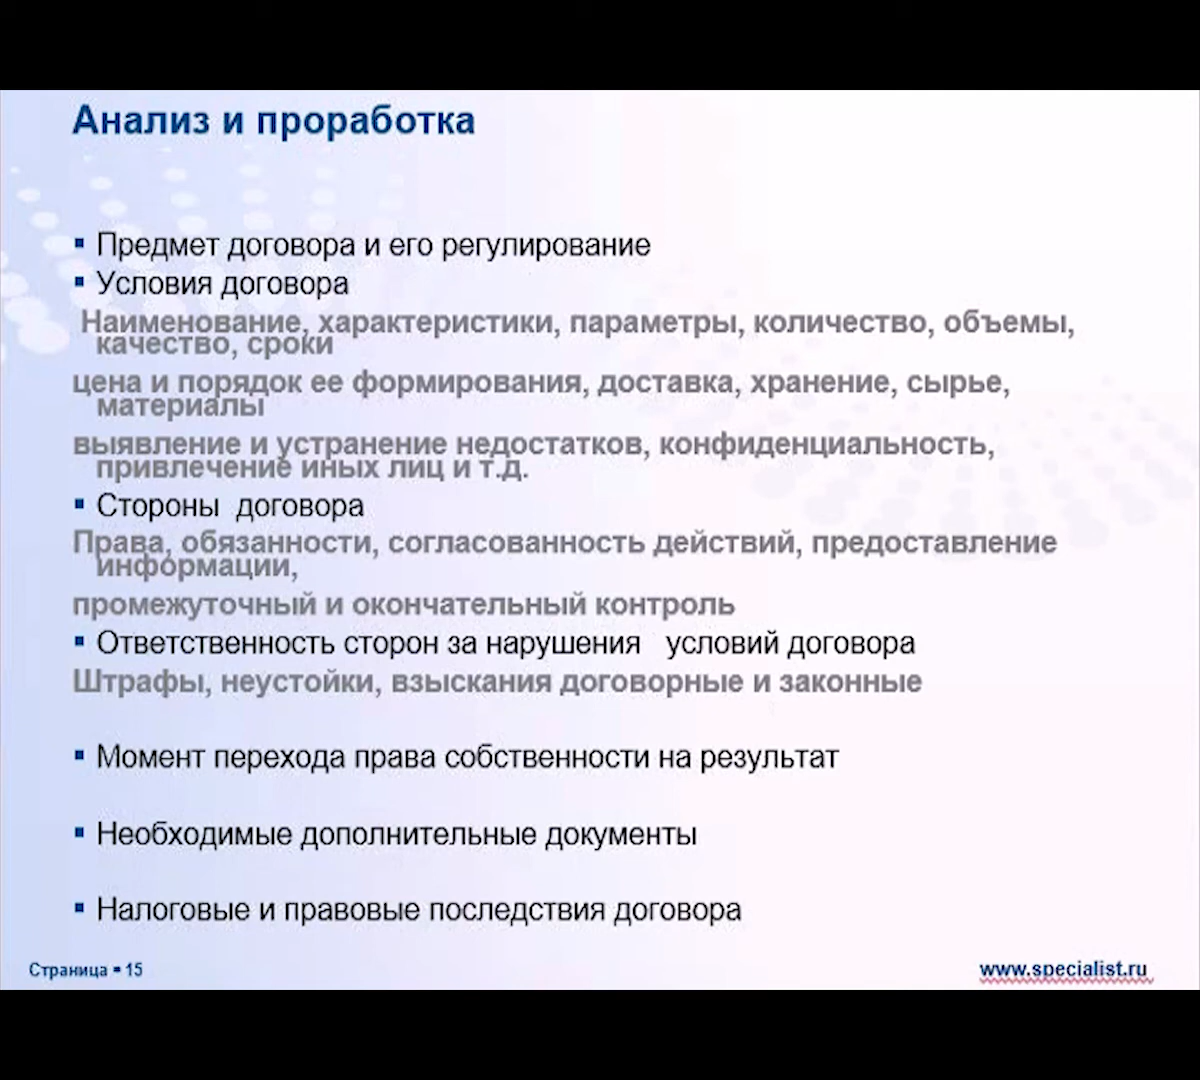 Анализ и проработка
▪ Предмет договора и его регулирование
▪ Условия договора
Наименование, характеристики, параметры, количество, объемы,
качество, сроки
цена и порядок ее формирования, доставка, хранение, сырье,
материалы
выявление и устранение недостатков, конфиденциальность,
привлечение иных лиц и т.д.
▪ Стороны договора
Права, обязанности, согласованность действий, предоставление
информации,
промежуточный и окончательный контроль
▪ Ответственность сторон за нарушения условий договора
Штрафы, неустойки, взыскания договорные и законные
▪ Момент перехода права собственности на результат
▪ Необходимые дополнительные документы
▪ Налоговые и правовые последствия договора
Страница ▪ 15
www.specialist.ru